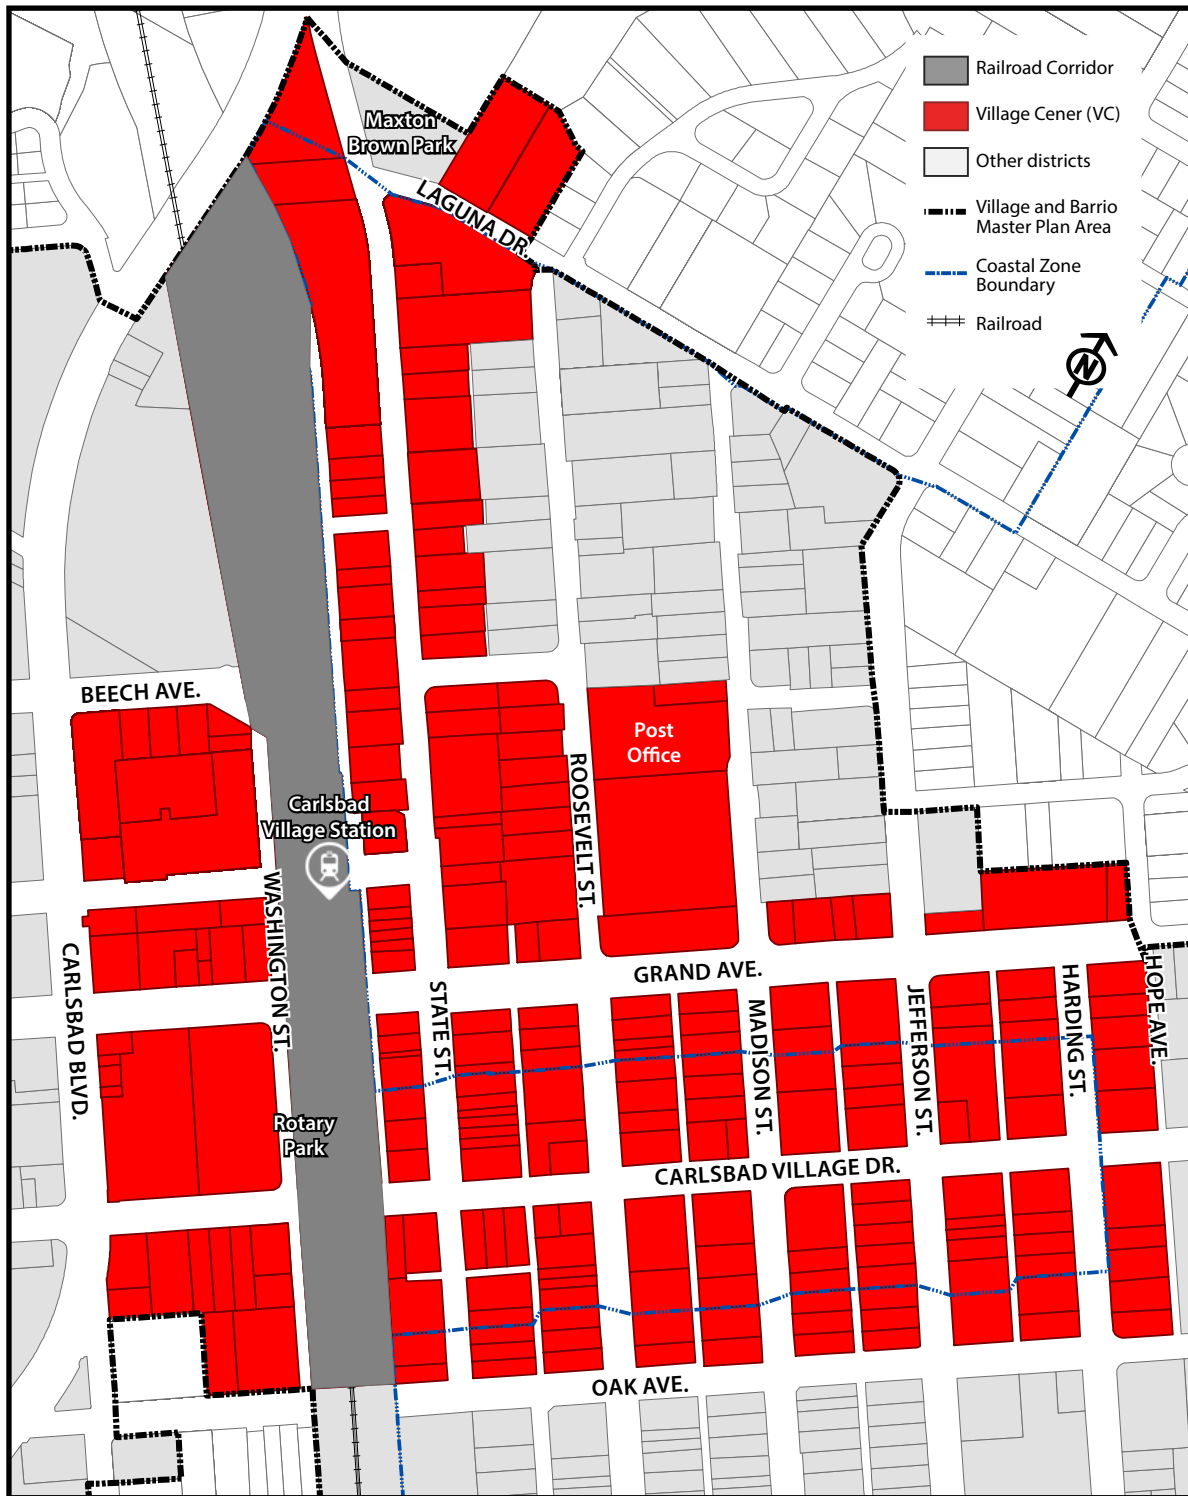 Railroad Corridor
Village Cener (VC)
Other districts
Village and Barrio
Master Plan Area
Coastal Zone
Boundary
Railroad
N
Maxton
Brown Park
LAGUNA DR.
BEECH AVE.
Post
Office
ROOSEVELT ST.
Carlsbad
Village Station
WASHINGTON ST.
CARLSBAD BLVD.
STATE ST.
GRAND AVE.
MADISON ST.
JEFFERSON ST.
HARDING ST.
HOPE AVE.
Rotary
Park
CARLSBAD VILLAGE DR.
OAK AVE.